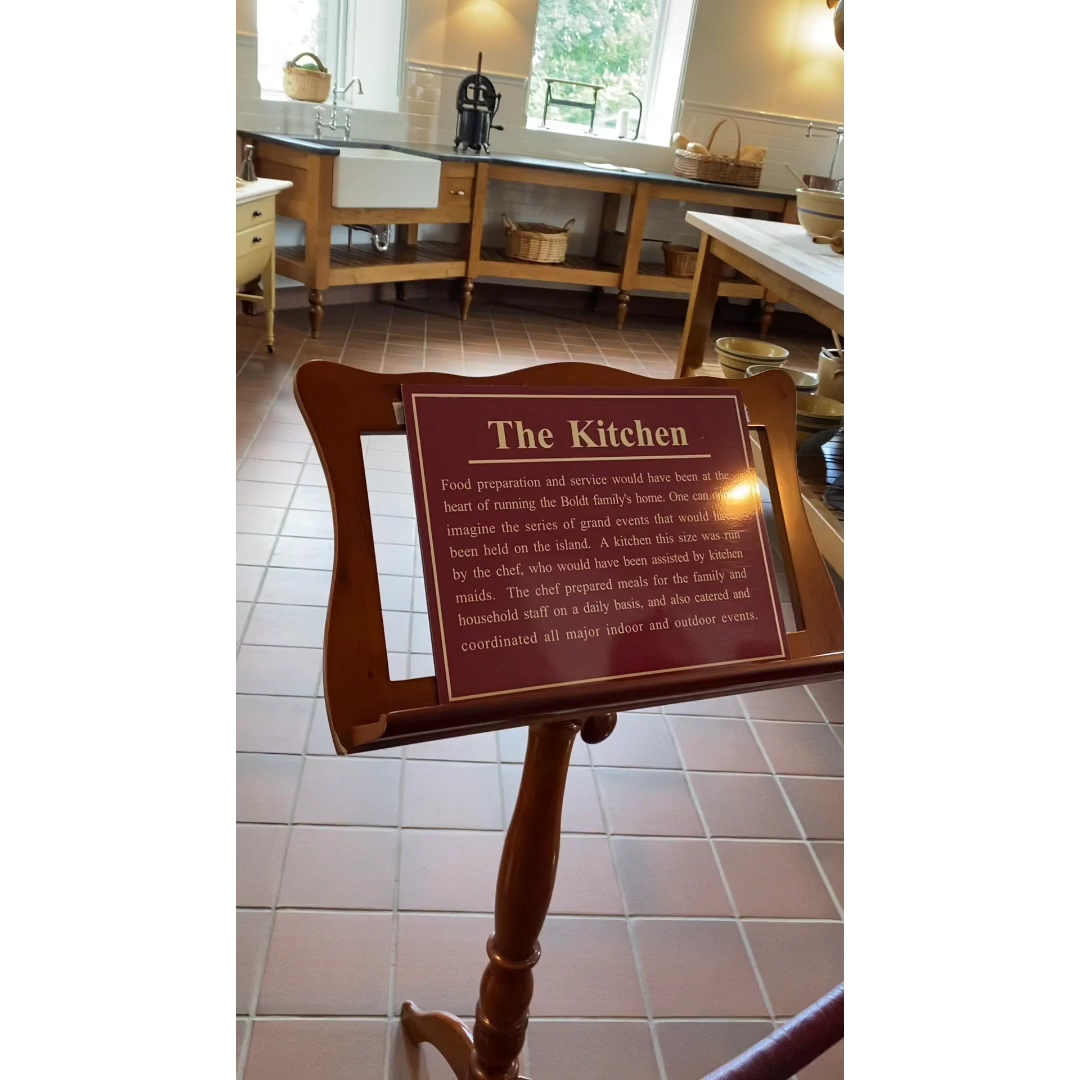 The Kitchen
Food preparation and service would have been at the
heart of running the Boldt family's home. One can only
imagine the series of grand events that would have
been held on the island. A kitchen this size was run
by the chef, who would have been assisted by kitchen
maids. The chef prepared meals for the family and
household staff on a daily basis, and also catered and
coordinated all major indoor and outdoor events.